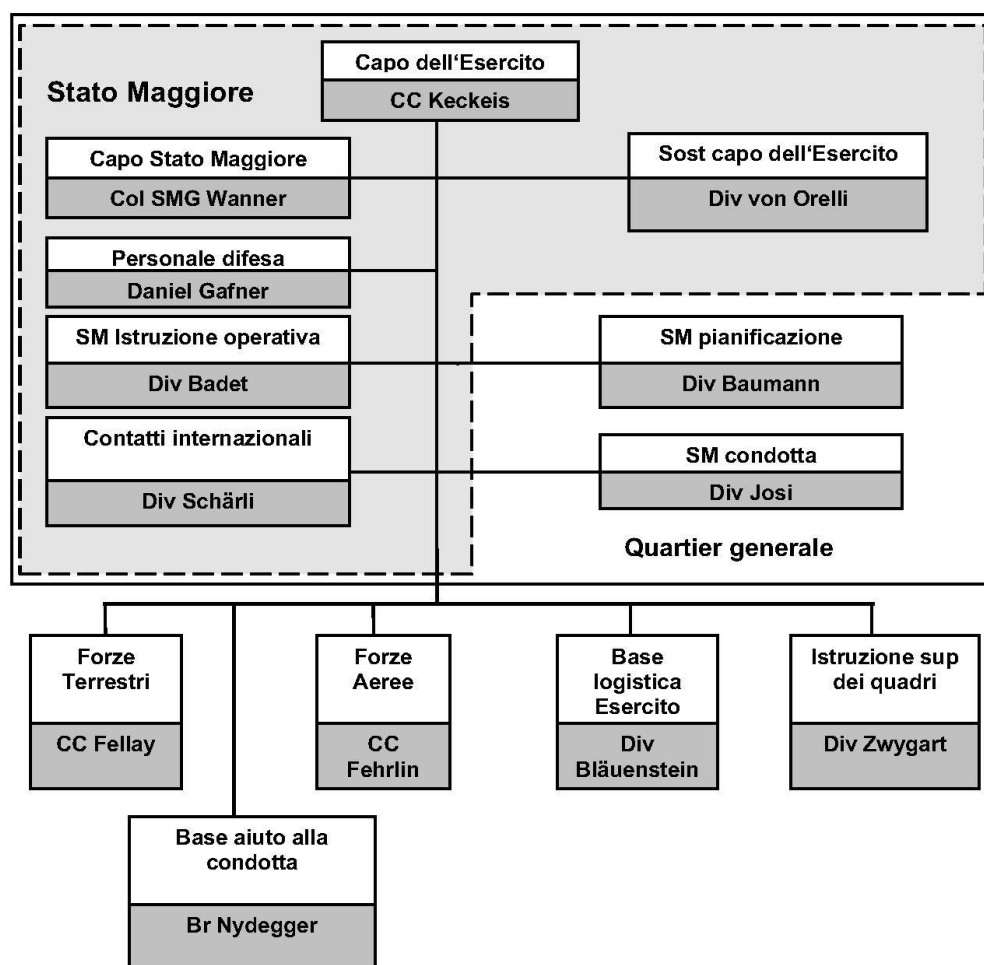 Capo dell‘Esercito
CC Keckeis
Stato Maggiore
Capo Stato Maggiore
Col SMG Wanner
Sost capo dell‘Esercito
Div von Orelli
Personale difesa
Daniel Gafner
SM Istruzione operativa
Div Badet
SM pianificazione
Div Baumann
Contatti internazionali
Div Schärli
SM condotta
Div Josi
Quartier generale
Forze
Terrestri
CC Fellay
Forze
Aeree
CC
Fehrlin
Base
logistica
Esercito
Div
Bläuenstein
Istruzione sup
dei quadri
Div Zwygart
Base aiuto alla
condotta
Br Nydegger